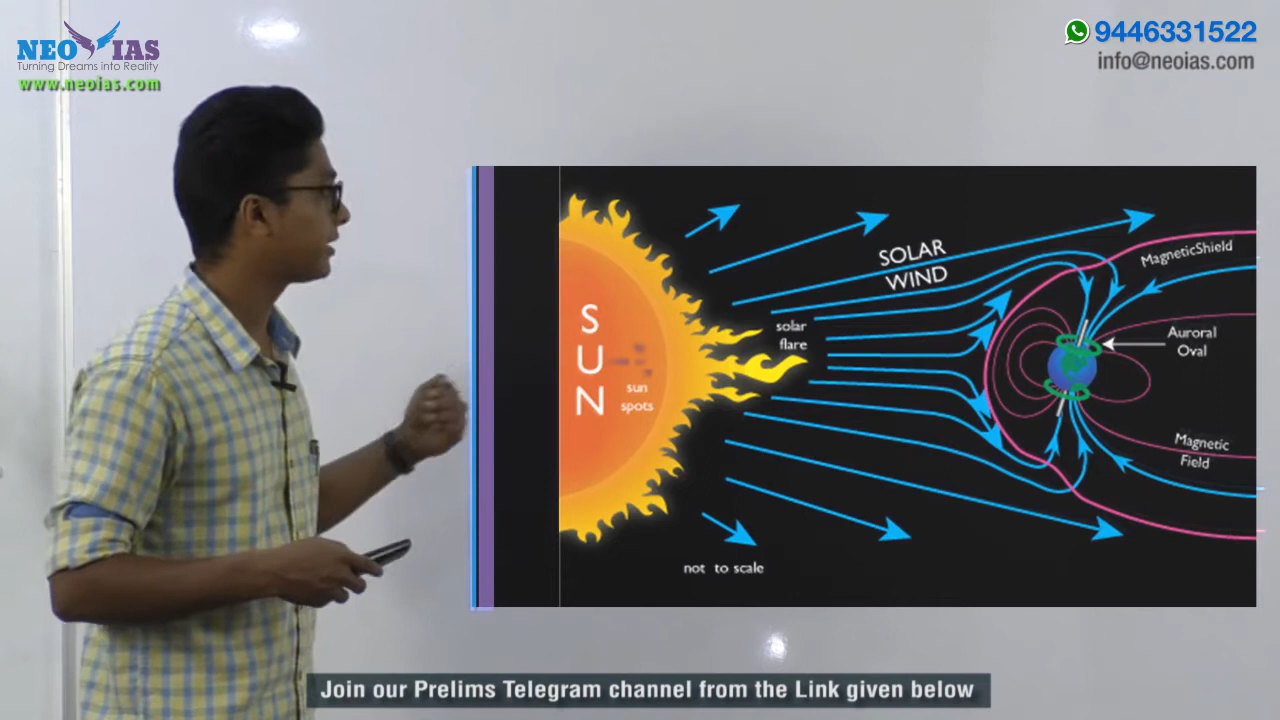 NEO IAS
Turning Dreams into Reality
www.neoias.com
9446331522
info@neoias.com
SUN
sun
spots
solar
flare
SOLAR
WIND
MagneticShield
Auroral
Oval
Magnetic
Field
not to scale
Join our Prelims Telegram channel from the Link given below